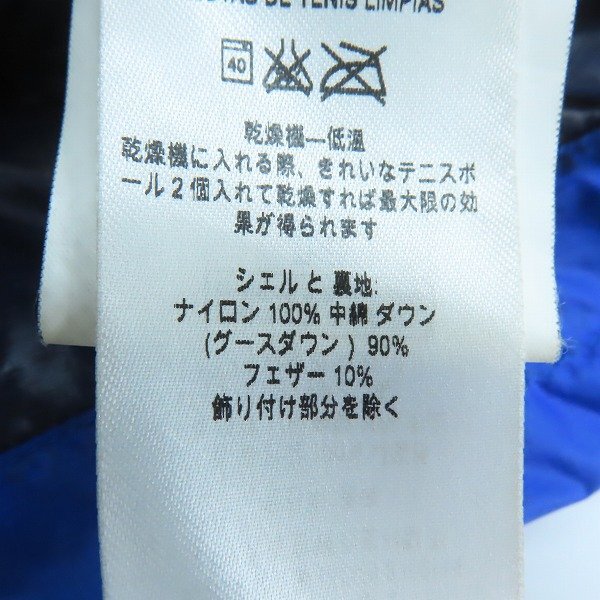 DE TENIS LIMPIAS
40
乾燥機—低温
乾燥機に入れる際、きれいなテニスボ
ール2個入れて乾燥すれば最大限の効
果が得られます
シェルと 裏地:
ナイロン 100% 中綿 ダウン
(グースダウン) 90%
フェザー 10%
飾り付け部分を除く